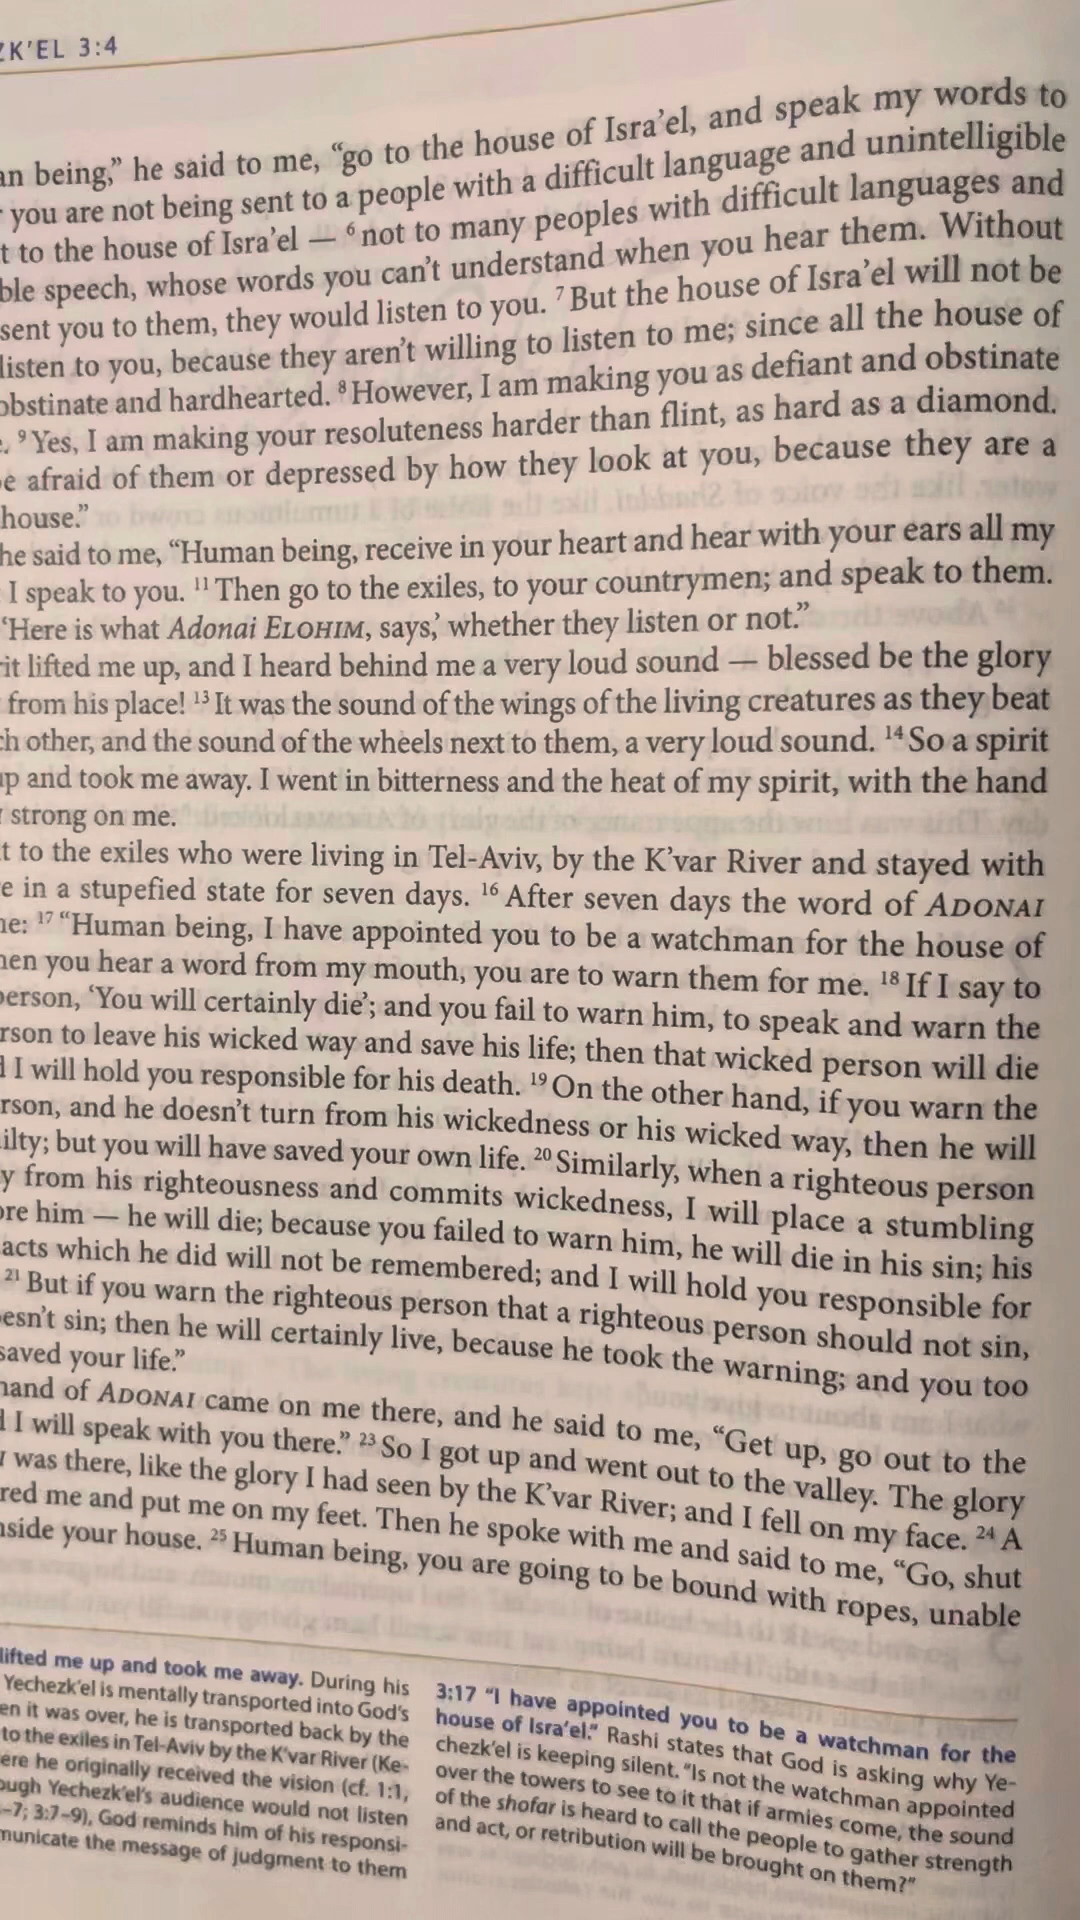 ZK'EL 3:4
an being,” he said to me, “go to the house of Isra’el, and speak my words to
you are not being sent to a people with a difficult language and unintelligible
t to the house of Isra’el — ⁶not to many peoples with difficult languages and
ble speech, whose words you can’t understand when you hear them. Without
sent you to them, they would listen to you. ⁷But the house of Isra’el will not be
listen to you, because they aren’t willing to listen to me; since all the house of
obstinate and hardhearted. ⁸However, I am making you as defiant and obstinate
e. ⁹Yes, I am making your resoluteness harder than flint, as hard as a diamond.
e afraid of them or depressed by how they look at you, because they are a
house.”
he said to me, “Human being, receive in your heart and hear with your ears all my
I speak to you. ¹¹Then go to the exiles, to your countrymen; and speak to them.
‘Here is what Adonai ELOHIM, says,’ whether they listen or not.”
rit lifted me up, and I heard behind me a very loud sound — blessed be the glory
from his place! ¹³It was the sound of the wings of the living creatures as they beat
ch other, and the sound of the wheels next to them, a very loud sound. ¹⁴So a spirit
up and took me away. I went in bitterness and the heat of my spirit, with the hand
strong on me.
t to the exiles who were living in Tel-Aviv, by the K’var River and stayed with
e in a stupefied state for seven days. ¹⁶After seven days the word of ADONAI
ne: ¹⁷“Human being, I have appointed you to be a watchman for the house of
hen you hear a word from my mouth, you are to warn them for me. ¹⁸If I say to
person, ‘You will certainly die’; and you fail to warn him, to speak and warn the
rson to leave his wicked way and save his life; then that wicked person will die
d I will hold you responsible for his death. ¹⁹On the other hand, if you warn the
rson, and he doesn’t turn from his wickedness or his wicked way, then he will
ilty; but you will have saved your own life. ²⁰Similarly, when a righteous person
y from his righteousness and commits wickedness, I will place a stumbling
ore him — he will die; because you failed to warn him, he will die in his sin; his
acts which he did will not be remembered; and I will hold you responsible for
²¹But if you warn the righteous person that a righteous person should not sin,
esn’t sin; then he will certainly live, because he took the warning; and you too
saved your life.”
hand of ADONAI came on me there, and he said to me, “Get up, go out to the
d I will speak with you there.” ²³So I got up and went out to the valley. The glory
was there, like the glory I had seen by the K’var River; and I fell on my face. ²⁴A
red me and put me on my feet. Then he spoke with me and said to me, “Go, shut
nside your house. ²⁵Human being, you are going to be bound with ropes, unable
lifted me up and took me away. During his
Yechezk’el is mentally transported into God’s
en it was over, he is transported back by the
to the exiles in Tel-Aviv by the K’var River (Ke-
ere he originally received the vision (cf. 1:1,
ough Yechezk’el’s audience would not listen
–7; 3:7–9), God reminds him of his responsi-
municate the message of judgment to them
3:17 “I have appointed you to be a watchman for the
house of Isra’el.” Rashi states that God is asking why Ye-
chezk’el is keeping silent. “Is not the watchman appointed
over the towers to see to it that if armies come, the sound
of the shofar is heard to call the people to gather strength
and act, or retribution will be brought on them?”